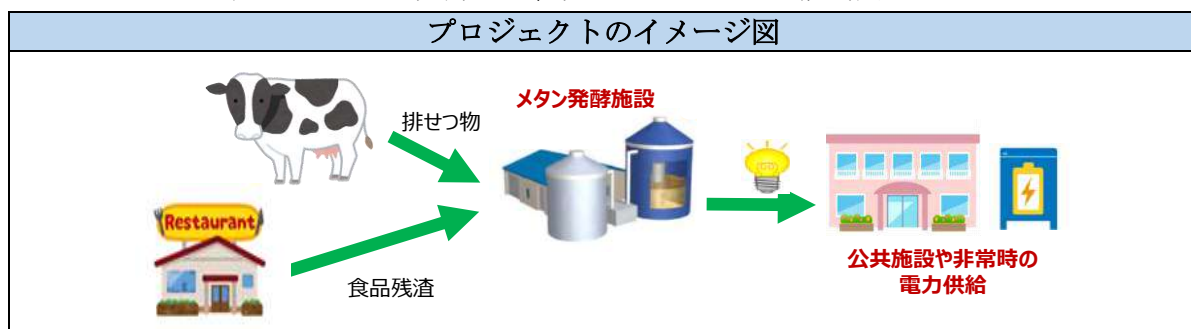 プロジェクトのイメージ図
メタン発酵施設
排せつ物
Restaurant
食品残渣
公共施設や非常時の
電力供給